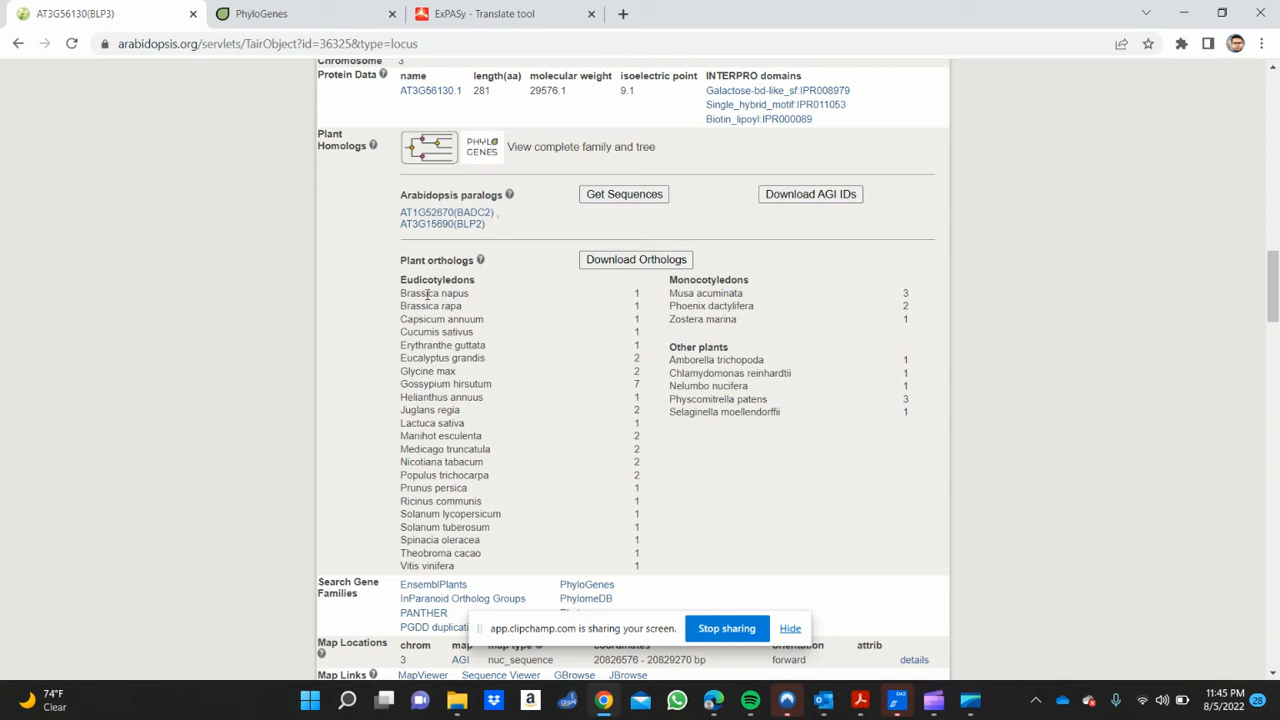 AT3G56130(BLP3)
PhyloGenes
ExPASy - Translate tool
arabidopsis.org/servlets/TairObject?id=36325&type=locus
Chromosome 3
Protein Data name length(aa) molecular weight isoelectric point INTERPRO domains
AT3G56130.1 281 29576.1 9.1 Galactose-bd-like_sf:IPR008979
Single_hybrid_motif:IPR011053
Biotin_lipoyl:IPR000089
Plant
Homologs
PHYLO
GENES
View complete family and tree
Arabidopsis paralogs Get Sequences Download AGI IDs
AT1G52670(BADC2) ,
AT3G15690(BLP2)
Plant orthologs Download Orthologs
Eudicotyledons
Brassica napus 1
Brassica rapa 1
Capsicum annuum 1
Cucumis sativus 1
Erythranthe guttata 1
Eucalyptus grandis 2
Glycine max 2
Gossypium hirsutum 7
Helianthus annuus 1
Juglans regia 2
Lactuca sativa 1
Manihot esculenta 2
Medicago truncatula 2
Nicotiana tabacum 2
Populus trichocarpa 2
Prunus persica 1
Ricinus communis 1
Solanum lycopersicum 1
Solanum tuberosum 1
Spinacia oleracea 1
Theobroma cacao 1
Vitis vinifera 1
Monocotyledons
Musa acuminata 3
Phoenix dactylifera 2
Zostera marina 1
Other plants
Amborella trichopoda 1
Chlamydomonas reinhardtii 1
Nelumbo nucifera 1
Physcomitrella patens 3
Selaginella moellendorffii 1
Search Gene
Families
EnsemblPlants PhyloGenes
InParanoid Ortholog Groups PhylomeDB
PANTHER
PGDD duplicati
app.clipchamp.com is sharing your screen. Stop sharing Hide
Map Locations chrom map map type coordinates orientation attrib
3 AGI nuc_sequence 20826576 - 20829270 bp forward details
Map Links MapViewer Sequence Viewer GBrowse JBrowse
74°F
Clear
11:45 PM
8/5/2022
28